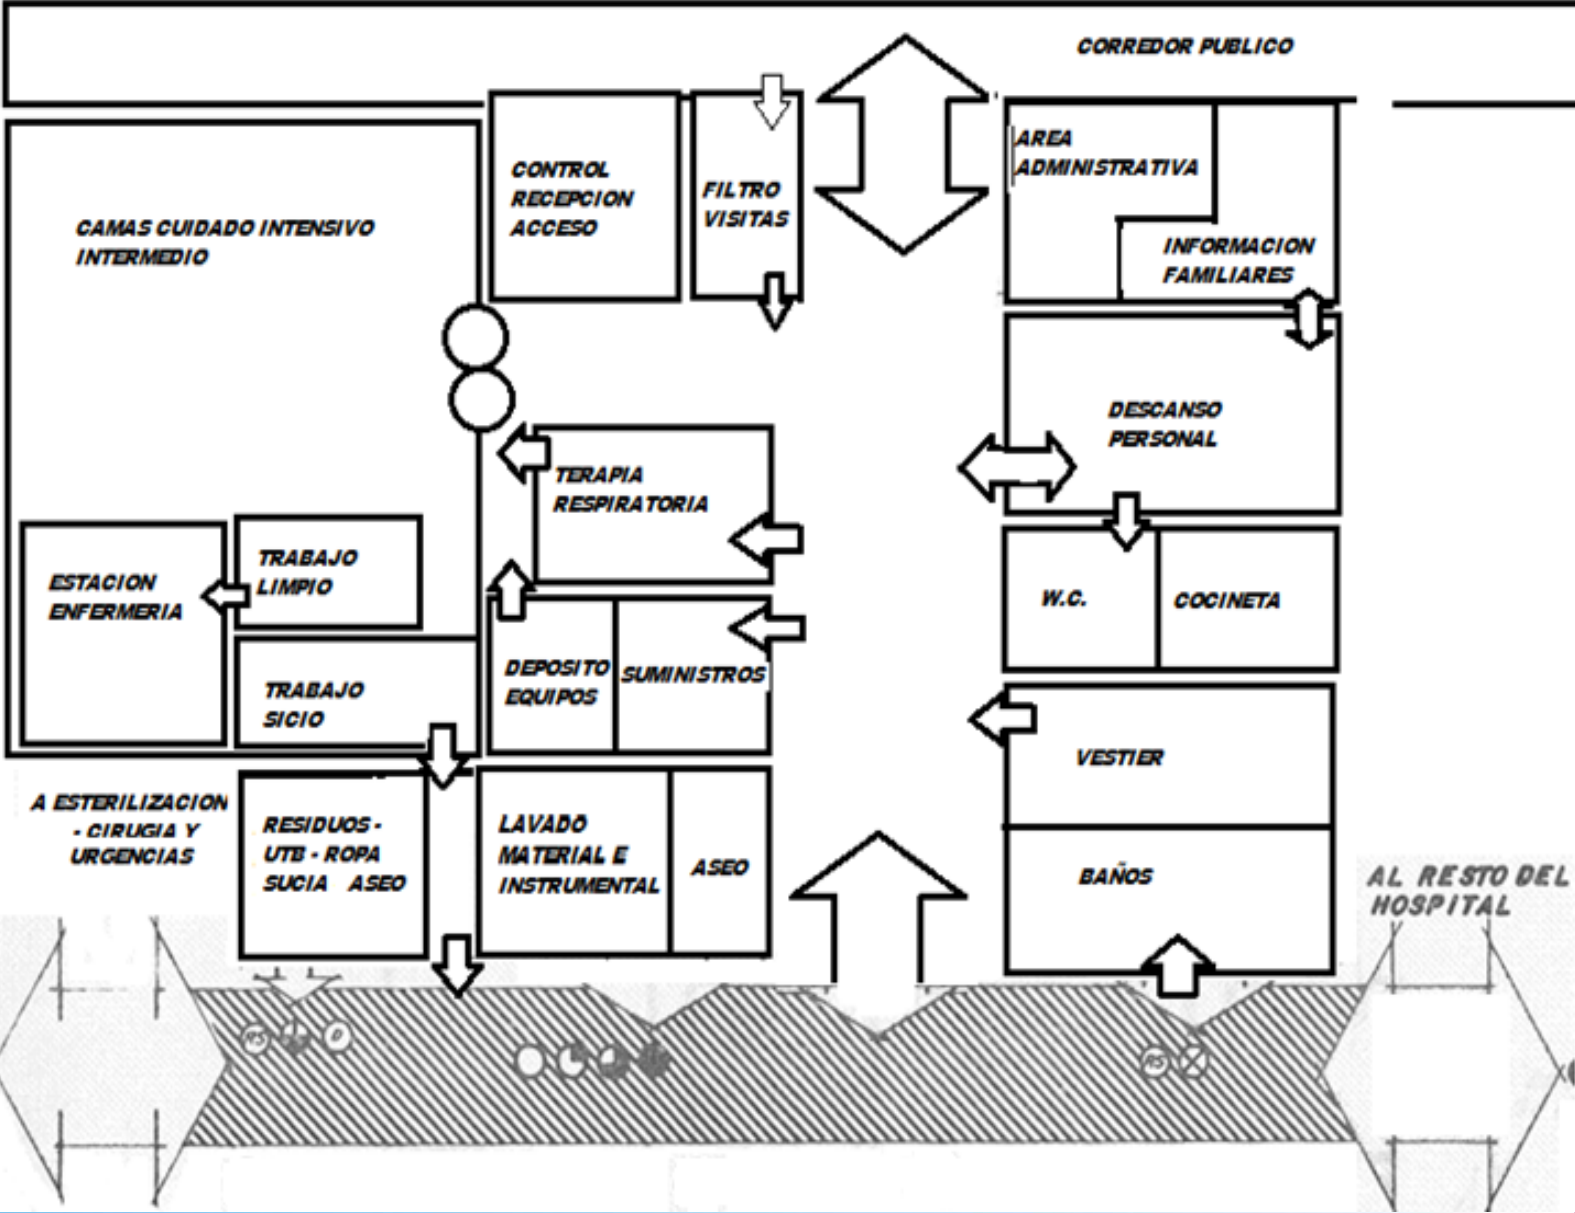 CORREDOR PUBLICO
CONTROL
RECEPCION
ACCESO
FILTRO
VISITAS
AREA
ADMINISTRATIVA
INFORMACION
FAMILIARES
CAMAS CUIDADO INTENSIVO
INTERMEDIO
DESCANSO
PERSONAL
TERAPIA
RESPIRATORIA
ESTACION
ENFERMERIA
TRABAJO
LIMPIO
W.C.
COCINETA
TRABAJO
SICIO
DEPOSITO
EQUIPOS
SUMINISTROS
VESTIER
A ESTERILIZACION
- CIRUGIA Y
URGENCIAS
RESIDUOS -
UTB - ROPA
SUCIA ASEO
LAVADO
MATERIAL E
INSTRUMENTAL
ASEO
BAÑOS
AL RESTO DEL
HOSPITAL
RS
D
RS